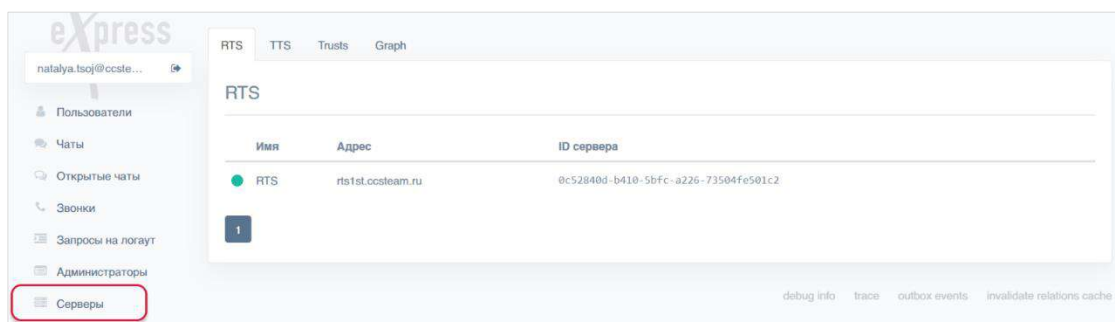 eXpress
natalya.tsoj@ccste...
Пользователи
Чаты
Открытые чаты
Звонки
Запросы на логаут
Администраторы
Серверы
RTS TTS Trusts Graph
RTS
Имя Адрес ID сервера
RTS rts1st.ccsteam.ru 0c52840d-b410-5bfc-a226-73504fe501c2
1
debug info trace outbox events invalidate relations cache